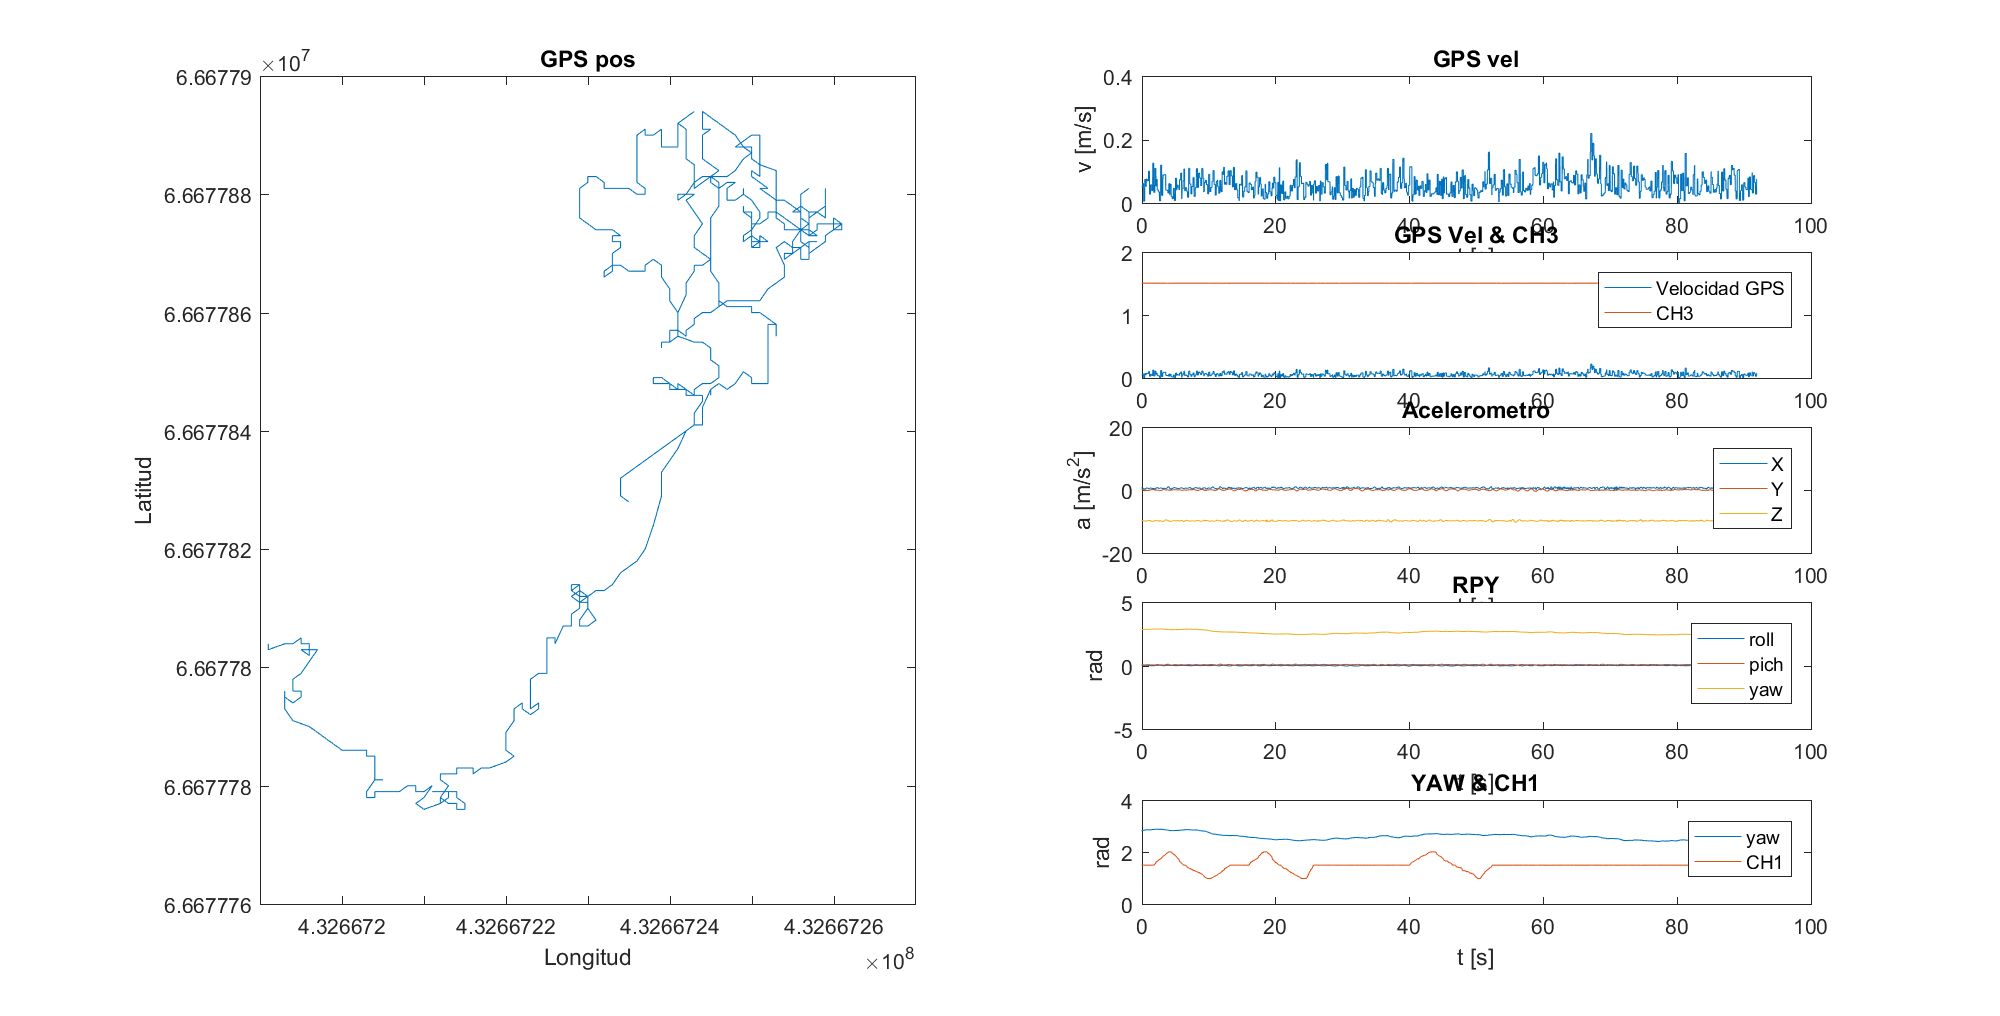 GPS pos
×10^7
6.66779
6.667788
6.667786
6.667784
6.667782
6.66778
6.667778
6.667776
Latitud
4.3266672 4.32666722 4.32666724 4.32666726
Longitud
×10^8
GPS vel
v [m/s]
0.4
0.2
0
0 20 40 60 80 100
GPS Vel & CH3
2
1
0
Velocidad GPS
CH3
0 20 40 60 80 100
Acelerometro
a [m/s^2]
20
0
-20
X
Y
Z
0 20 40 60 80 100
RPY
rad
5
0
-5
roll
pich
yaw
0 20 40 60 80 100
t [s]
YAW & CH1
rad
4
2
0
yaw
CH1
0 20 40 60 80 100
t [s]